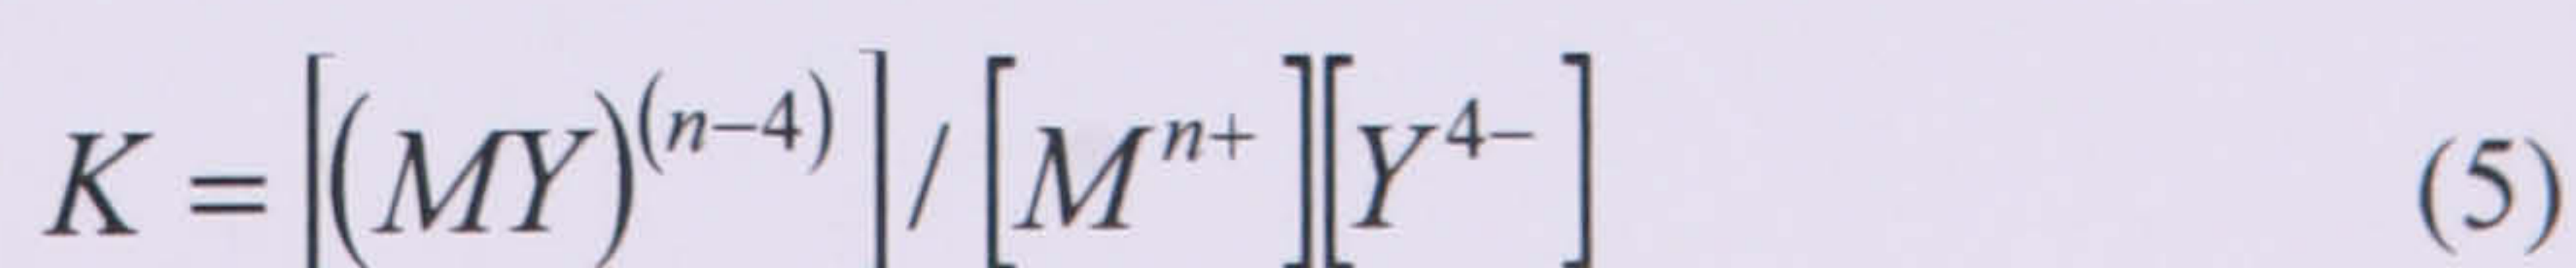 K = [(MY)^(n−4)] / [M^n+][Y^4−] (5)